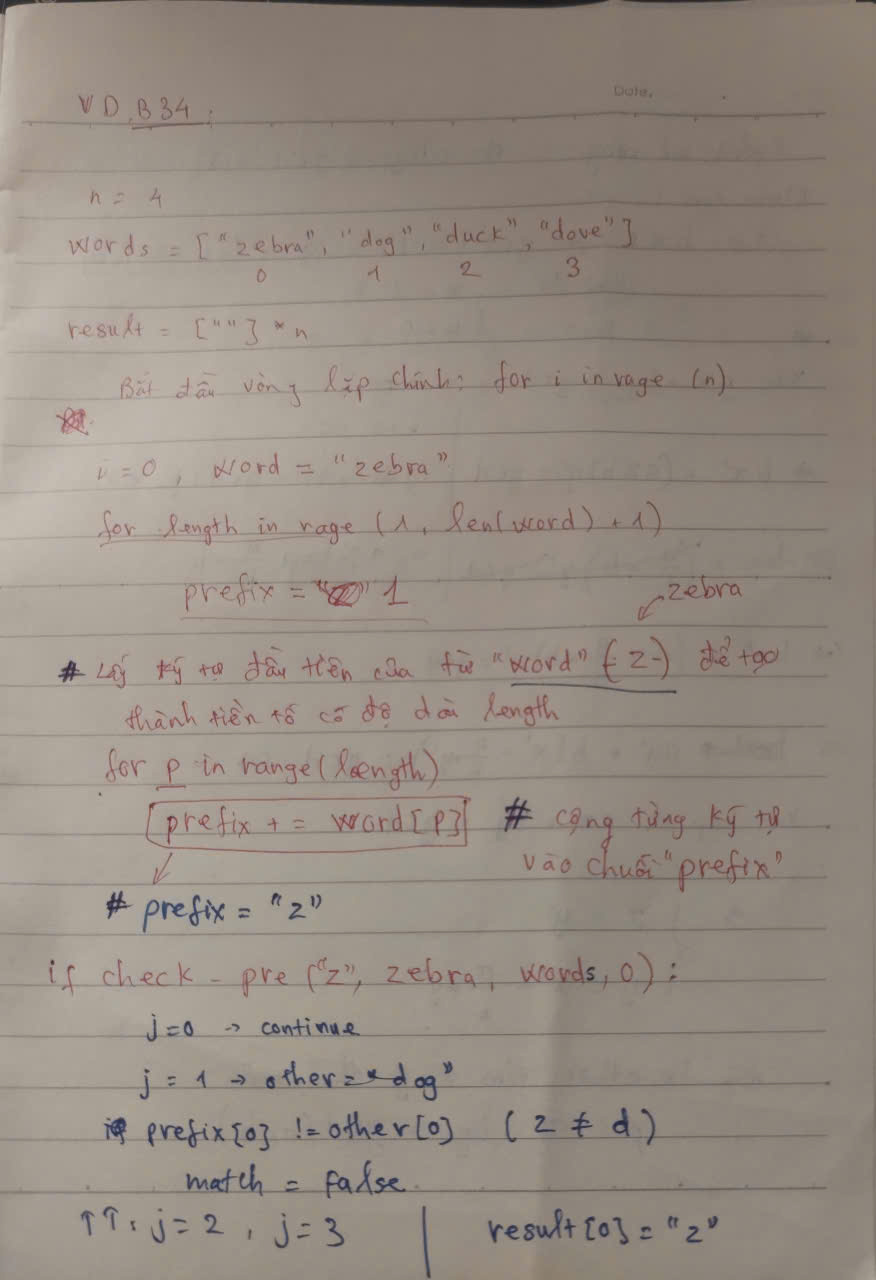 Date.
VD B34 :
n = 4
words = ["zebra", "dog", "duck", "dove"]
0 1 2 3
result = [""] * n
Bắt đầu vòng lặp chính: for i in rage (n)
i = 0, word = "zebra"
for length in rage (1, len(word) + 1)
prefix = " 1
zebra
# Lấy ký tự đầu tiên của từ "word" (-z-) để tạo
thành tiền tố có độ dài length
for p in range(length)
prefix + = word[p] # cộng từng ký tự
vào chuỗi "prefix"
# prefix = "z"
if check - pre ("z", zebra, words, 0) :
j=0 → continue
j = 1 → other = "dog"
if prefix[0] != other[0] (z ≠ d)
match = false
TT: j=2, j=3 | result[0] = "z"